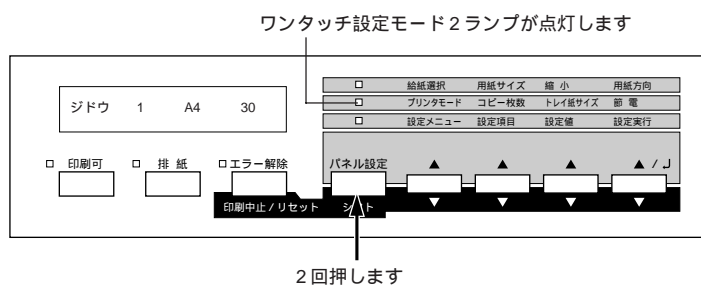 ワンタッチ設定モード2ランプが点灯します
給紙選択 用紙サイズ 縮 小 用紙方向
ジドウ 1 A4 30
プリンタモード コピー枚数 トレイ紙サイズ 節 電
設定メニュー 設定項目 設定値 設定実行
印刷可 排 紙 エラー解除 パネル設定 ▲ ▲ ▲ ▲ / ↲
印刷中止 / リセット シフト ▼ ▼ ▼ ▼
2回押します